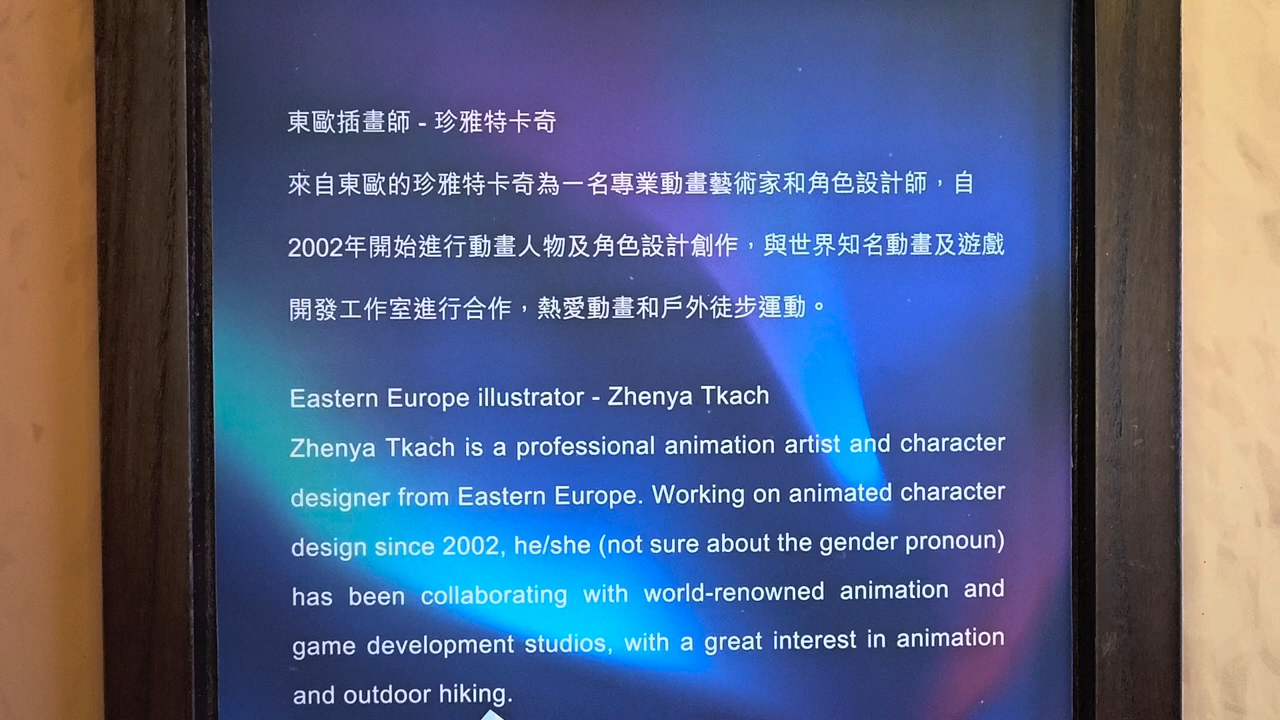 東歐插畫師 - 珍雅特卡奇
來自東歐的珍雅特卡奇為一名專業動畫藝術家和角色設計師，自
2002年開始進行動畫人物及角色設計創作，與世界知名動畫及遊戲
開發工作室進行合作，熱愛動畫和戶外徒步運動。
Eastern Europe illustrator - Zhenya Tkach
Zhenya Tkach is a professional animation artist and character
designer from Eastern Europe. Working on animated character
design since 2002, he/she (not sure about the gender pronoun)
has been collaborating with world-renowned animation and
game development studios, with a great interest in animation
and outdoor hiking.